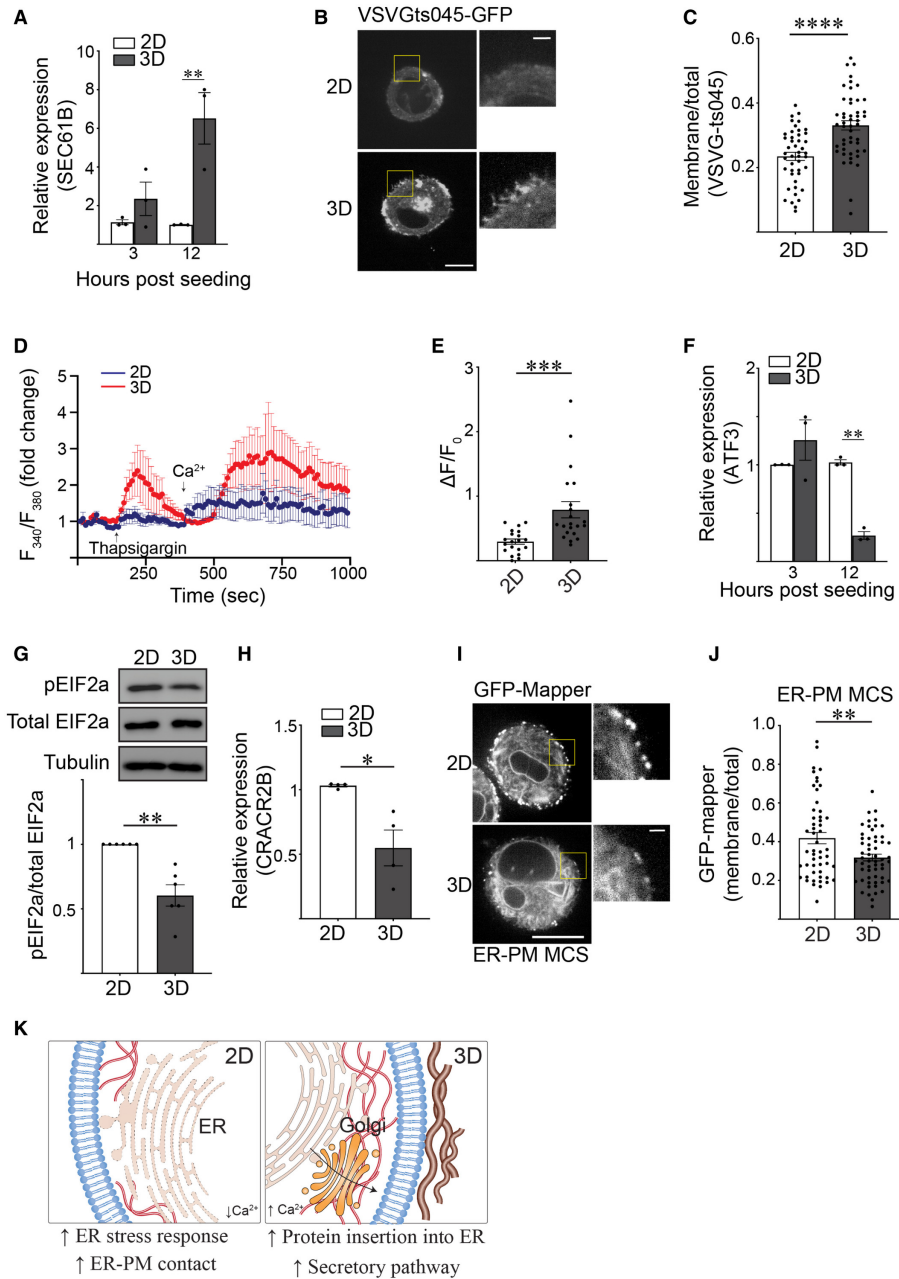 A
2D
3D
**
Relative expression
(SEC61B)
10
8
6
4
2
3
12
Hours post seeding
B
VSVGts045-GFP
2D
3D
C
****
Membrane/total
(VSVG-ts045)
0.6
0.4
0.2
2D
3D
D
2D
3D
F340/F380 (fold change)
5
4
3
2
1
Ca2+
Thapsigargin
250
500
750
1000
Time (sec)
E
***
ΔF/F0
3
2
1
2D
3D
F
2D
3D
**
Relative expression
(ATF3)
2
1
3
12
Hours post seeding
G
2D 3D
pEIF2a
Total EIF2a
Tubulin
**
pEIF2a/total EIF2a
1
0.5
2D
3D
H
2D
3D
*
Relative expression
(CRACR2B)
1.5
1
0.5
2D
3D
I
GFP-Mapper
2D
3D
ER-PM MCS
J
ER-PM MCS
**
GFP-mapper
(membrane/total)
1.0
0.8
0.6
0.4
0.2
2D
3D
K
2D
ER
↓Ca2+
↑ ER stress response
↑ ER-PM contact
3D
Golgi
↑ Ca2+
↑ Protein insertion into ER
↑ Secretory pathway